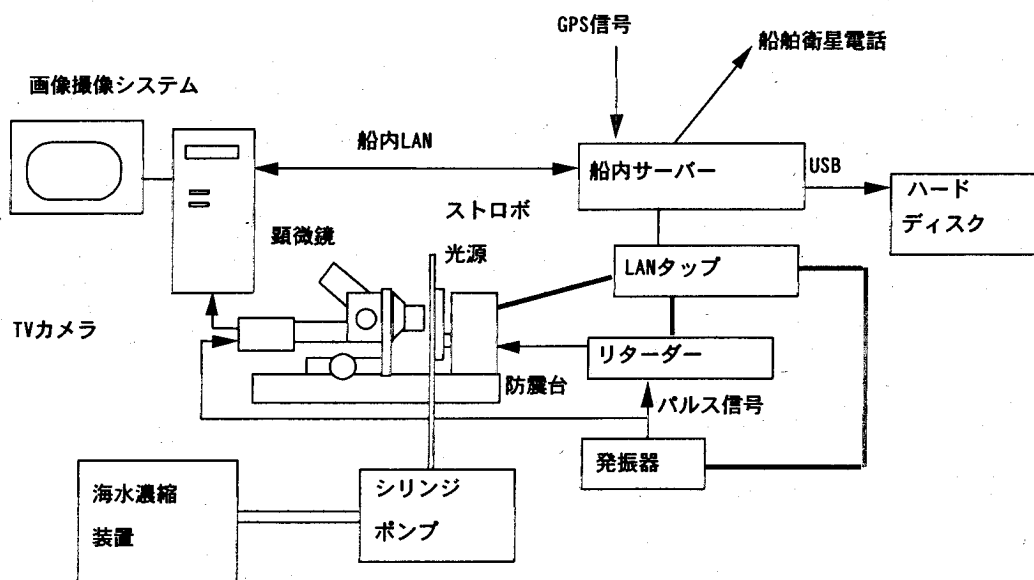 GPS信号
船舶衛星電話
画像撮像システム
船内LAN
船内サーバー
USB
ハード
ディスク
ストロボ
光源
顕微鏡
LANタップ
TVカメラ
リターダー
防震台
パルス信号
発振器
海水濃縮
装置
シリンジ
ポンプ